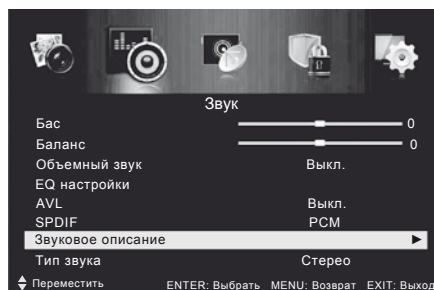 Звук
Бас 0
Баланс 0
Объемный звук Выкл.
EQ настройки
AVL Выкл.
SPDIF PCM
Звуковое описание
Тип звука Стерео
Переместить ENTER: Выбрать MENU: Возврат EXIT: Выход